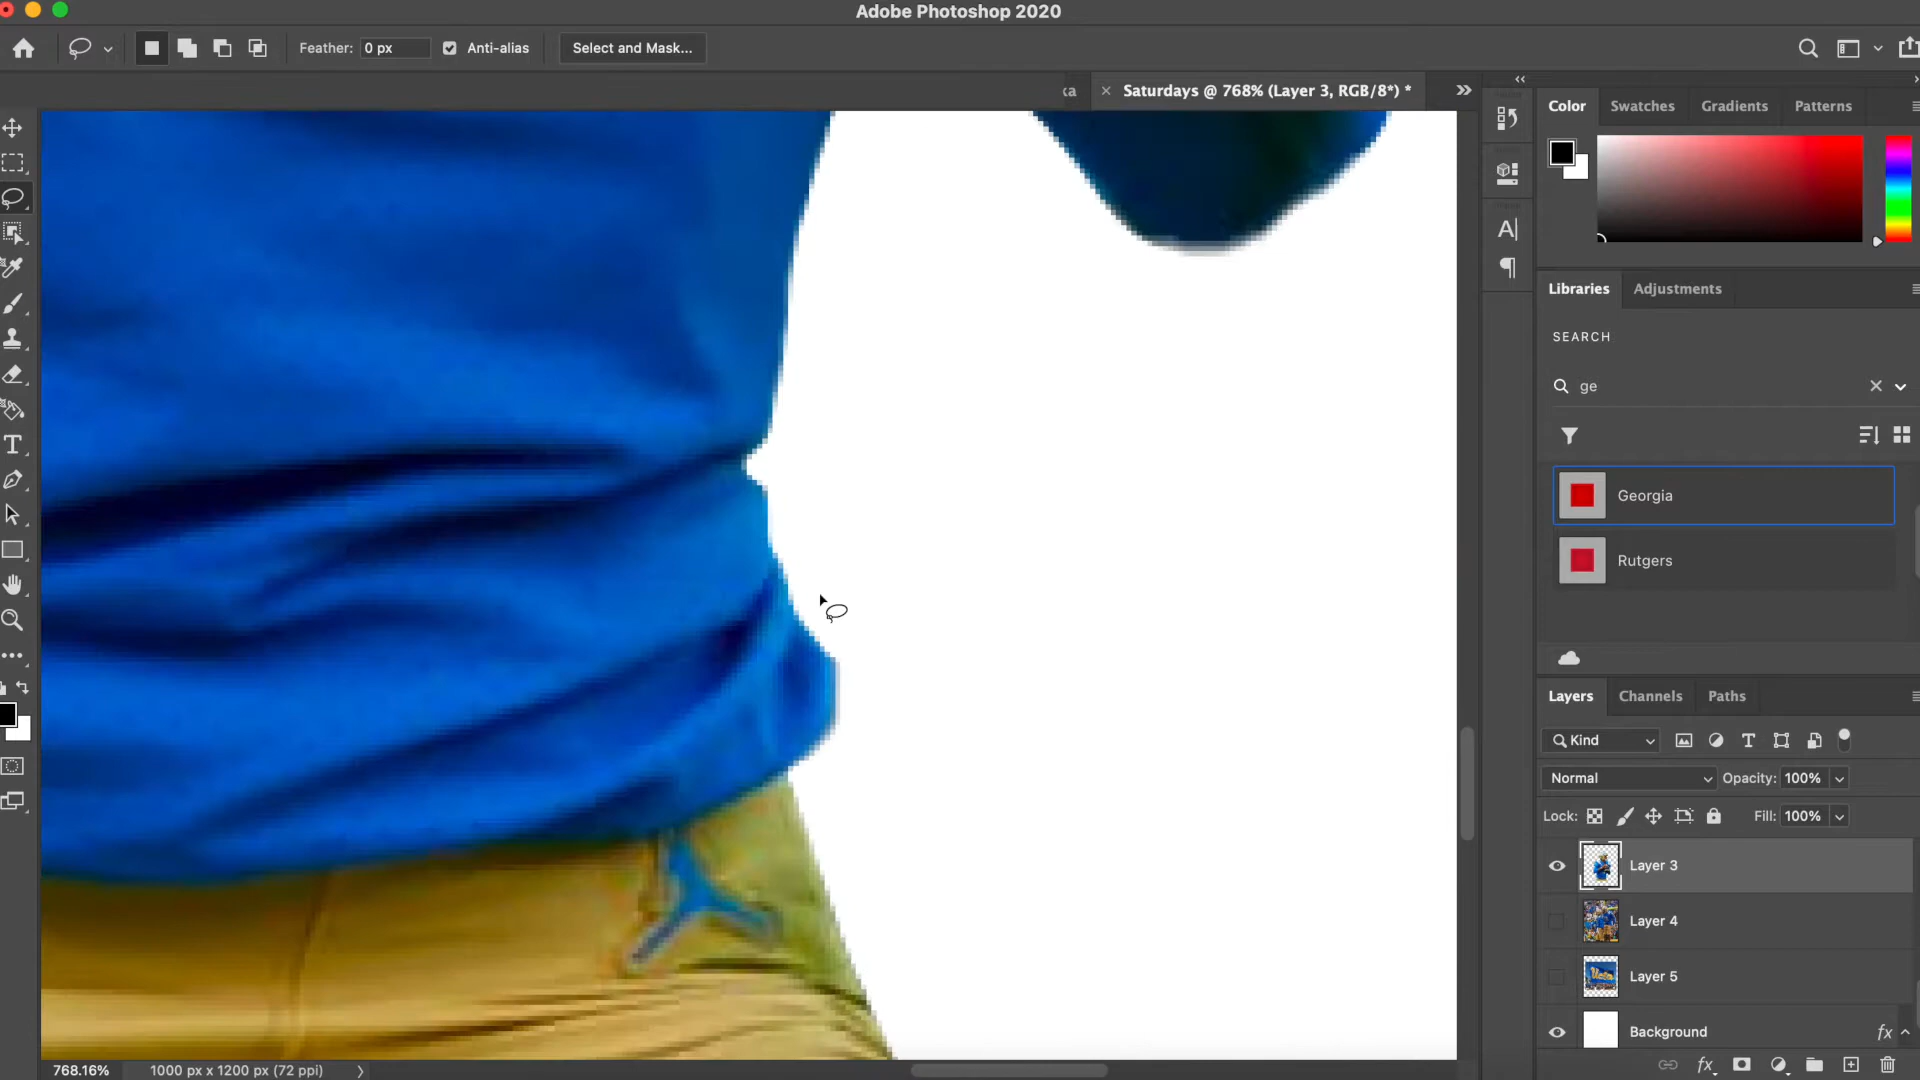 Adobe Photoshop 2020
Feather: 0 px Anti-alias Select and Mask...
ka × Saturdays @ 768% (Layer 3, RGB/8*) *
Color Swatches Gradients Patterns
Libraries Adjustments
SEARCH
ge
Georgia
Rutgers
Layers Channels Paths
Kind
Normal Opacity: 100%
Lock: Fill: 100%
Layer 3
Layer 4
Layer 5
Background fx
768.16% 1000 px x 1200 px (72 ppi)